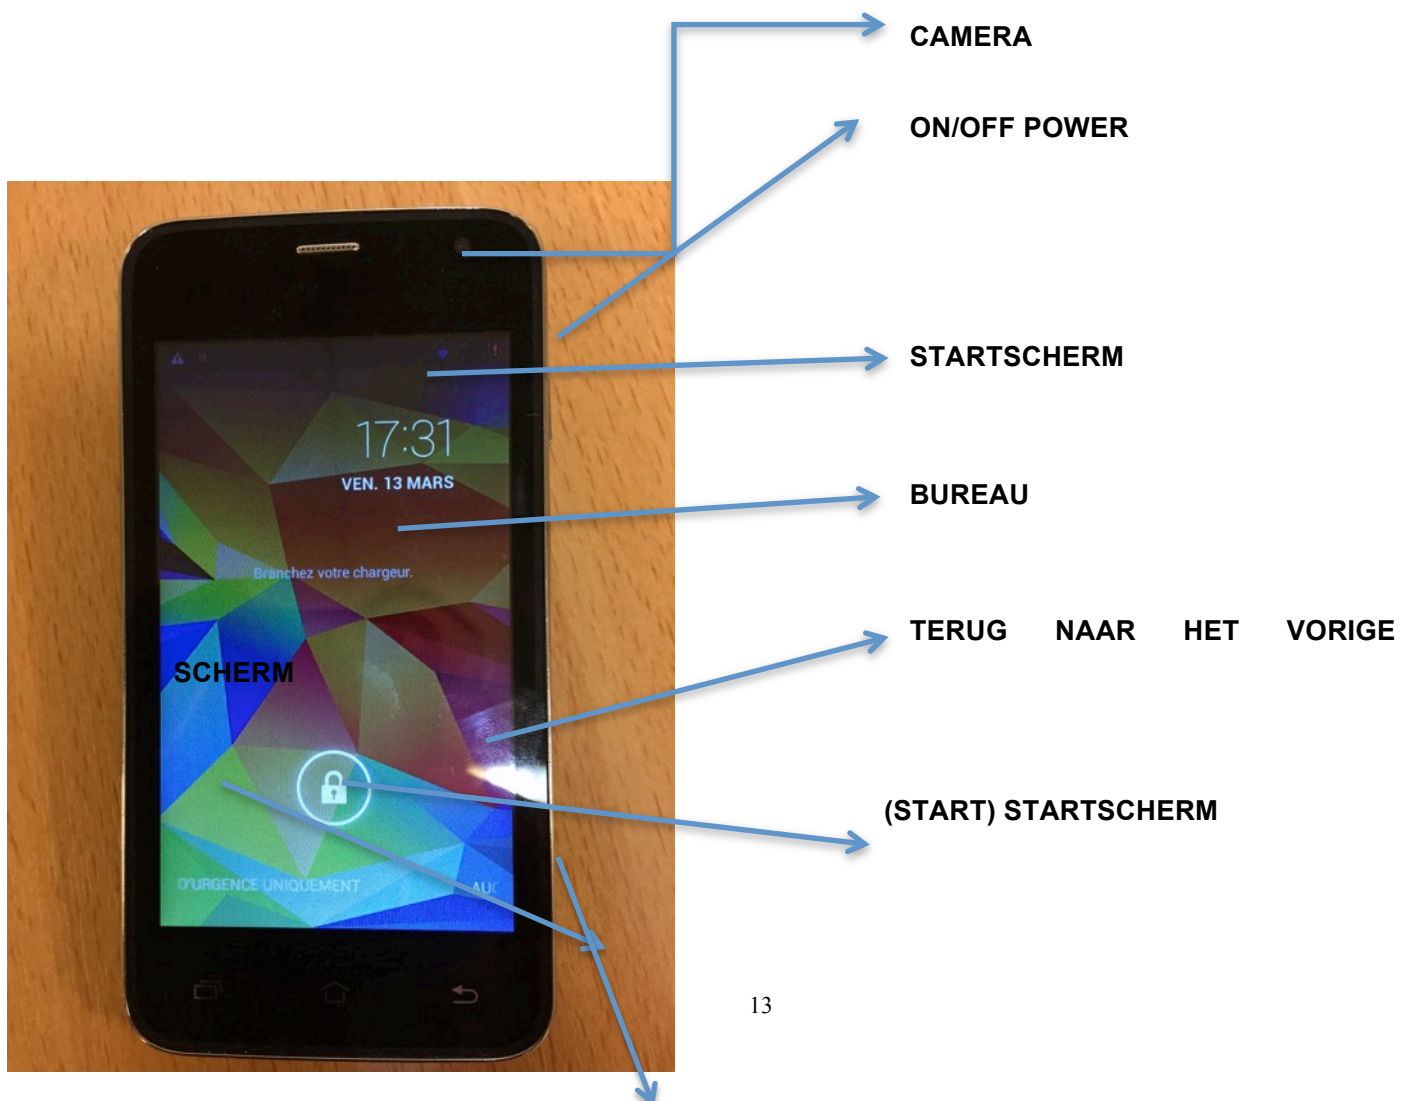 CAMERA
ON/OFF POWER
STARTSCHERM
17:31
VEN. 13 MARS
BUREAU
Branchez votre chargeur.
TERUG NAAR HET VORIGE
SCHERM
(START) STARTSCHERM
D'URGENCE UNIQUEMENT AUC
13